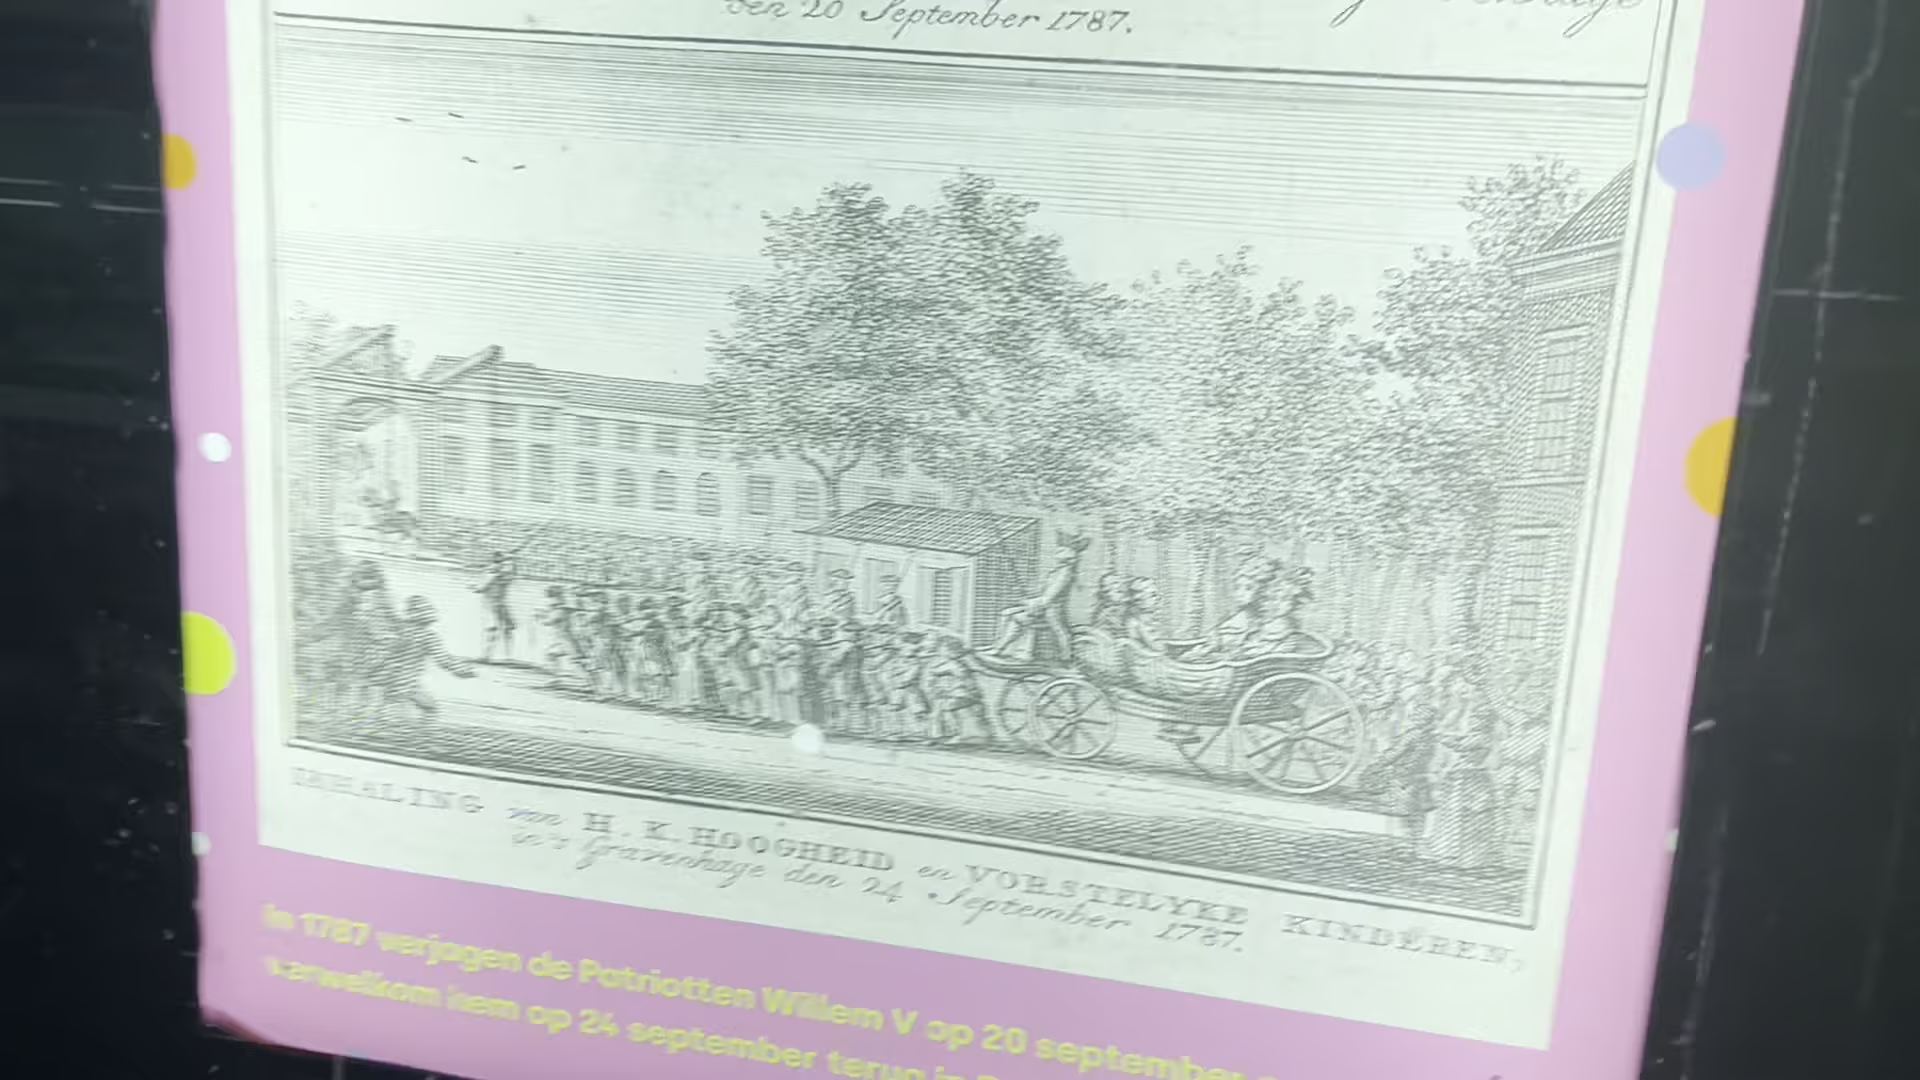 den 20 September 1787.
INHALING van H. K. HOOGHEID en VORSTELYKE KINDEREN,
in 's Gravenhage den 24 September 1787.
In 1787 verjagen de Patriotten Willem V op 20 september
verwelkom hem op 24 september terug in